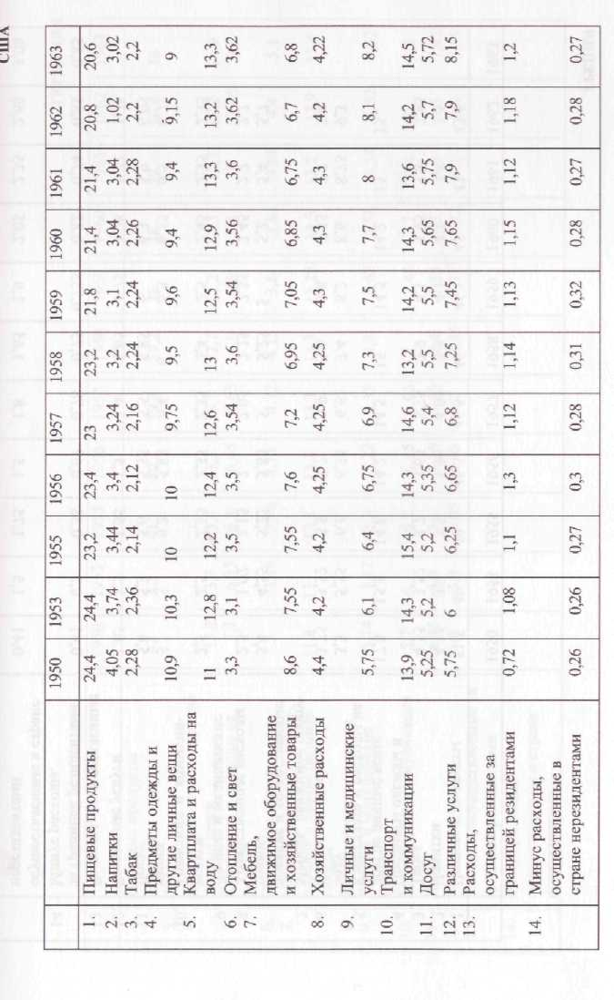 США
1950 1953 1955 1956 1957 1958 1959 1960 1961 1962 1963
1. Пищевые продукты 24,4 24,4 23,2 23,4 23 23,2 21,8 21,4 21,4 20,8 20,6
2. Напитки 4,05 3,74 3,44 3,4 3,24 3,2 3,1 3,04 3,04 1,02 3,02
3. Табак 2,28 2,36 2,14 2,12 2,16 2,24 2,24 2,26 2,28 2,2 2,2
4. Предметы одежды и
другие личные вещи 10,9 10,3 10 10 9,75 9,5 9,6 9,4 9,4 9,15 9
5. Квартплата и расходы на
воду 11 12,8 12,2 12,4 12,6 13 12,5 12,9 13,3 13,2 13,3
6. Отопление и свет 3,3 3,1 3,5 3,5 3,54 3,6 3,54 3,56 3,6 3,62 3,62
7. Мебель,
движимое оборудование
и хозяйственные товары 8,6 7,55 7,55 7,6 7,2 6,95 7,05 6,85 6,75 6,7 6,8
8. Хозяйственные расходы 4,4 4,2 4,2 4,25 4,25 4,25 4,3 4,3 4,3 4,2 4,22
9. Личные и медицинские
услуги 5,75 6,1 6,4 6,75 6,9 7,3 7,5 7,7 8 8,1 8,2
10. Транспорт
и коммуникации 13,9 14,3 15,4 14,3 14,6 13,2 14,2 14,3 13,6 14,2 14,5
11. Досуг 5,25 5,2 5,2 5,35 5,4 5,5 5,5 5,65 5,75 5,7 5,72
12. Различные услуги 5,75 6 6,25 6,65 6,8 7,25 7,45 7,65 7,9 7,9 8,15
13. Расходы,
осуществленные за
границей резидентами 0,72 1,08 1,1 1,3 1,12 1,14 1,13 1,15 1,12 1,18 1,2
14. Минус расходы,
осуществленные в
стране нерезидентами 0,26 0,26 0,27 0,3 0,28 0,31 0,32 0,28 0,27 0,28 0,27